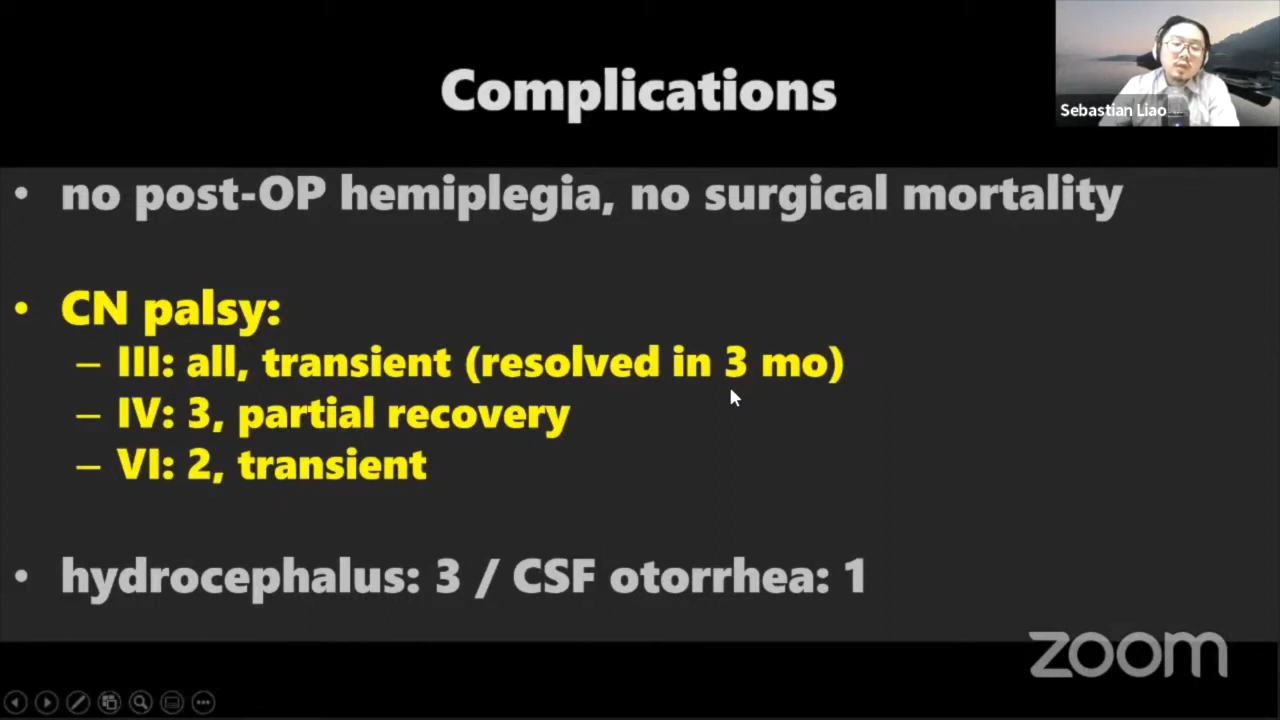 Complications
Sebastian Liao
• no post-OP hemiplegia, no surgical mortality
• CN palsy:
– III: all, transient (resolved in 3 mo)
– IV: 3, partial recovery
– VI: 2, transient
• hydrocephalus: 3 / CSF otorrhea: 1
zoom